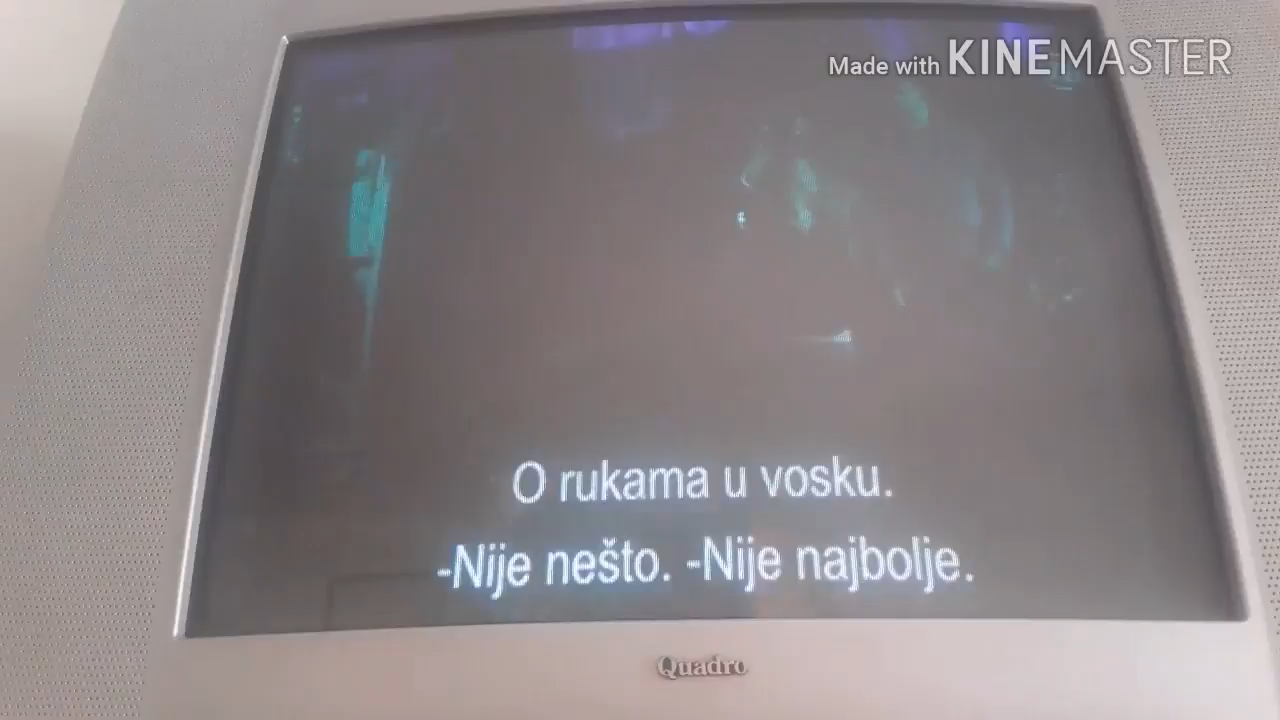 Made with KINEMASTER
O rukama u vosku.
-Nije nešto. -Nije najbolje.
Quadro